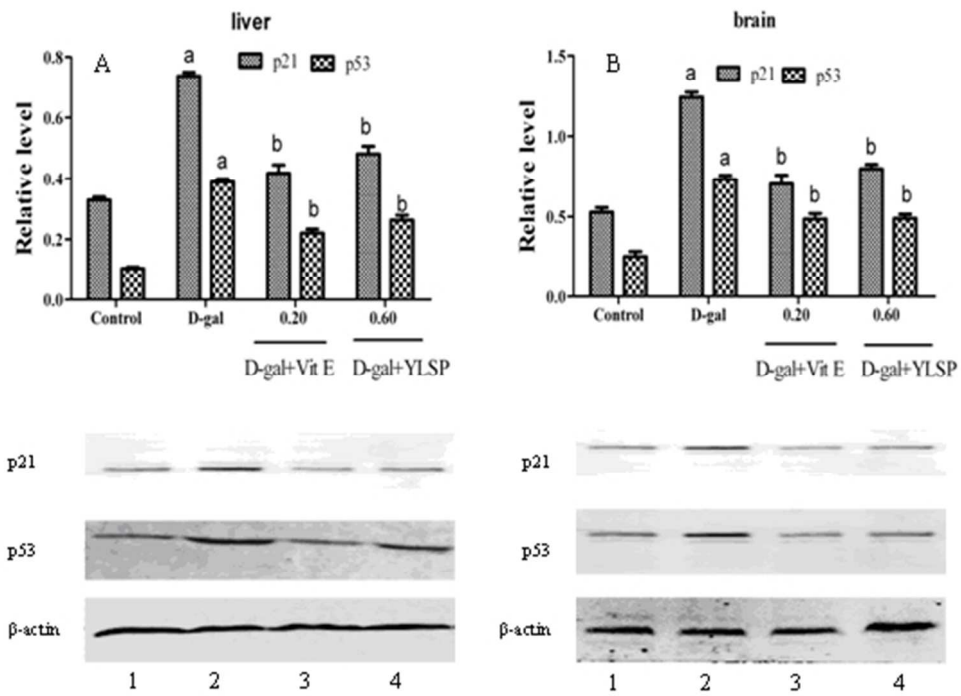 liver
A
p21 p53
Relative level
0.8
0.6
0.4
0.2
0.0
a
a
b
b
b
b
Control D-gal 0.20 0.60
D-gal+Vit E D-gal+YLSP
brain
B
p21 p53
Relative level
1.5
1.0
0.5
0.0
a
a
b
b
b
b
Control D-gal 0.20 0.60
D-gal+Vit E D-gal+YLSP
p21
p53
β-actin
1 2 3 4
p21
p53
β-actin
1 2 3 4